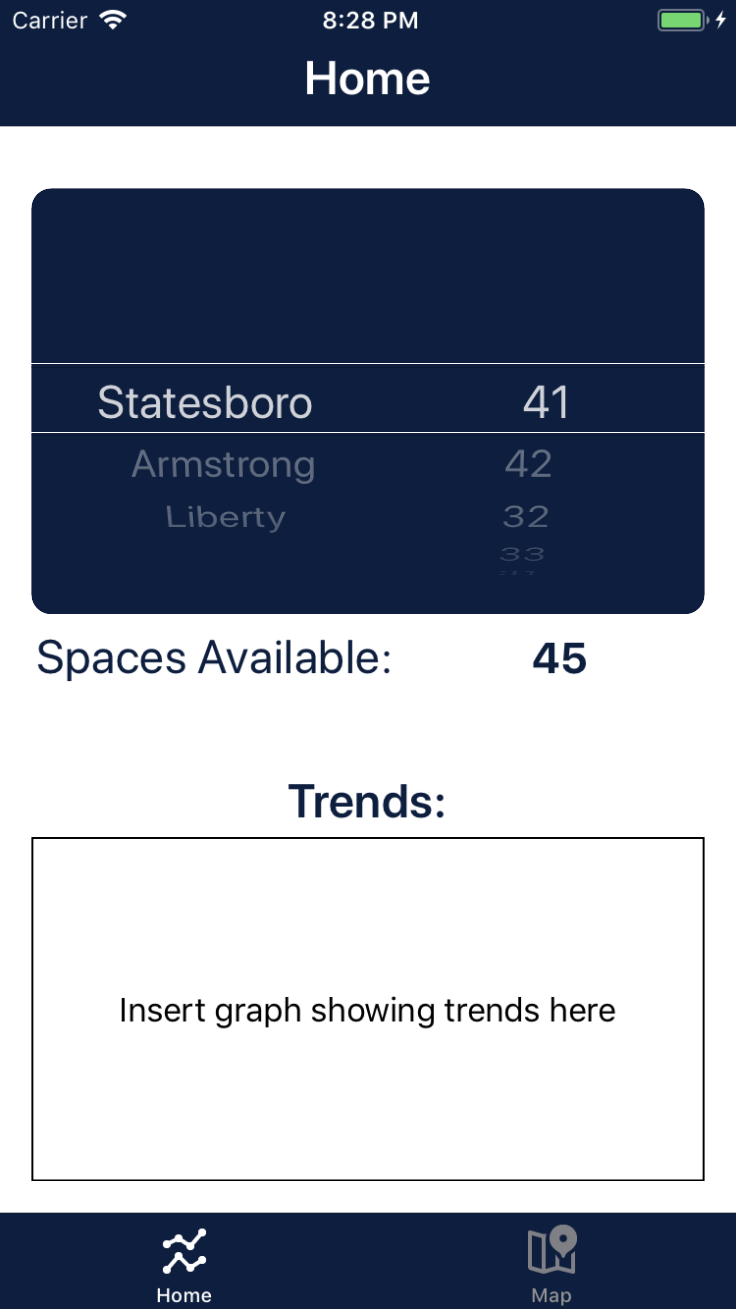 Carrier 8:28 PM
Home
Statesboro 41
Armstrong 42
Liberty 32
33
Spaces Available: 45
Trends:
Insert graph showing trends here
Home Map